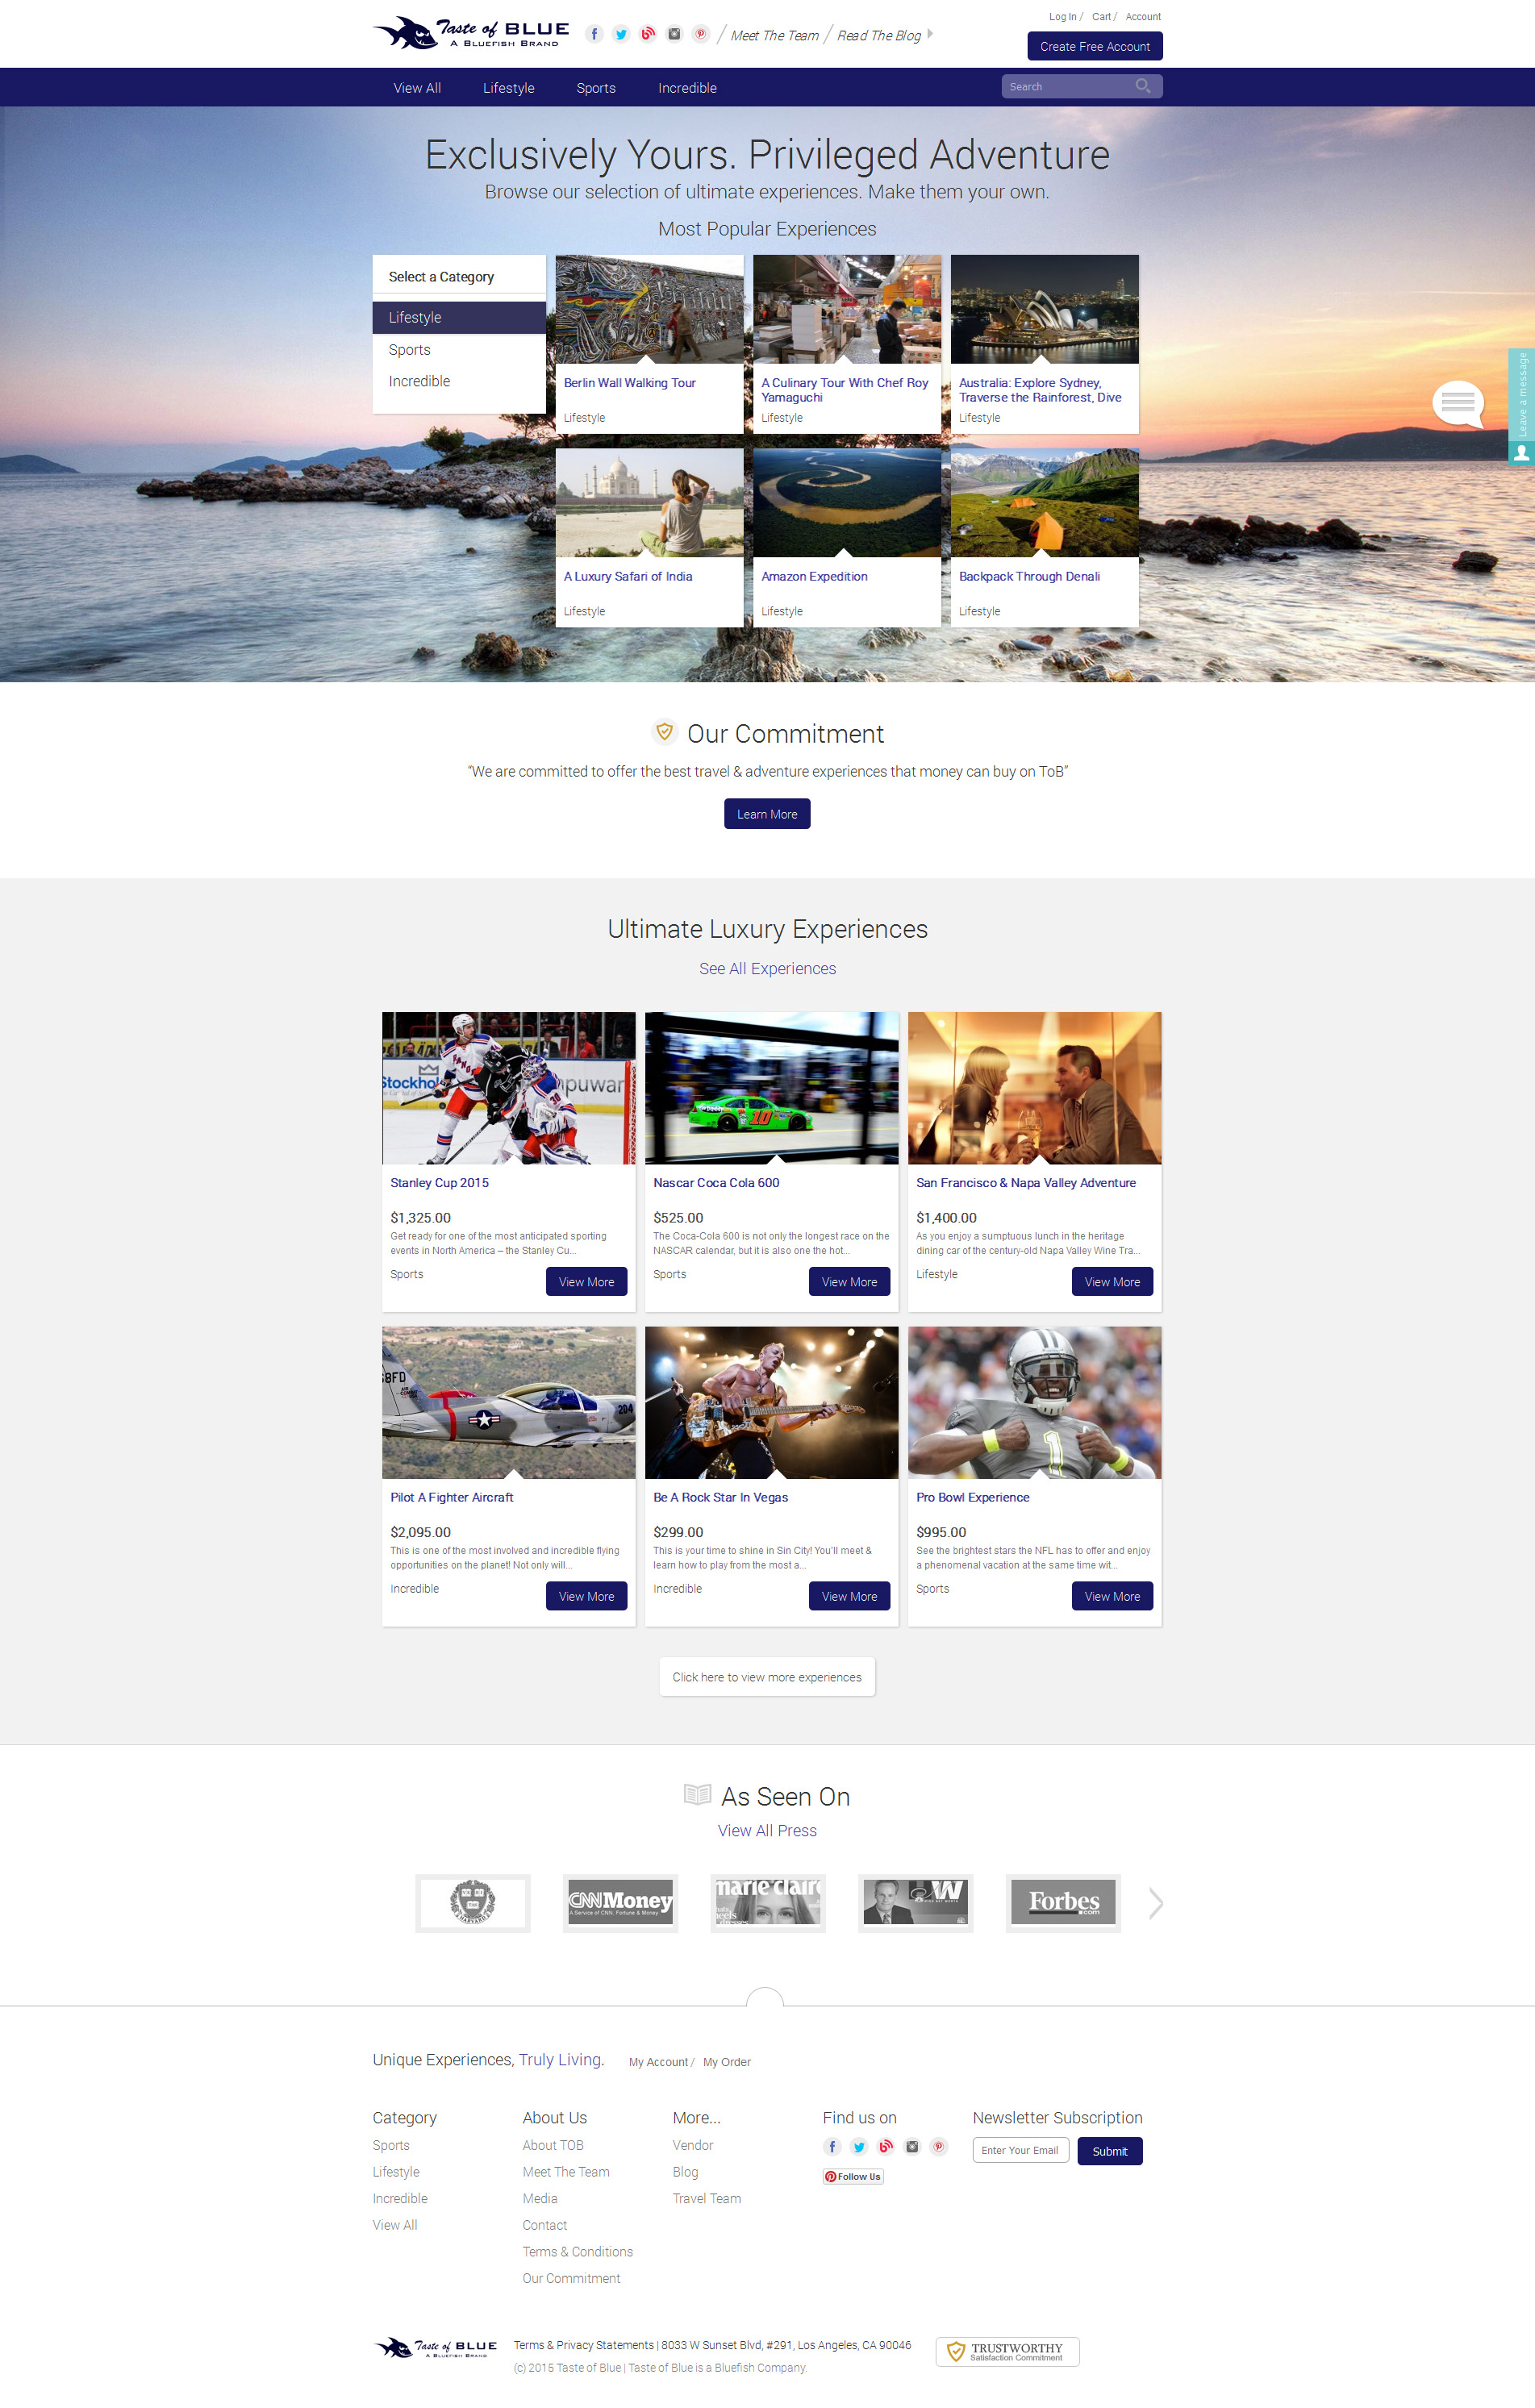 Taste of BLUE
A BLUEFISH BRAND
Meet The Team
Read The Blog
Log In / Cart / Account
Create Free Account
View All
Lifestyle
Sports
Incredible
Search
Exclusively Yours. Privileged Adventure
Browse our selection of ultimate experiences. Make them your own.
Most Popular Experiences
Select a Category
Lifestyle
Sports
Incredible
Berlin Wall Walking Tour
Lifestyle
A Culinary Tour With Chef Roy
Yamaguchi
Lifestyle
Australia: Explore Sydney,
Traverse the Rainforest, Dive
Lifestyle
A Luxury Safari of India
Lifestyle
Amazon Expedition
Lifestyle
Backpack Through Denali
Lifestyle
Leave a message
Our Commitment
“We are committed to offer the best travel & adventure experiences that money can buy on ToB”
Learn More
Ultimate Luxury Experiences
See All Experiences
Stanley Cup 2015
$1,325.00
Get ready for one of the most anticipated sporting
events in North America – the Stanley Cu...
Sports
View More
10
Nascar Coca Cola 600
$525.00
The Coca-Cola 600 is not only the longest race on the
NASCAR calendar, but it is also one the hot...
Sports
View More
San Francisco & Napa Valley Adventure
$1,400.00
As you enjoy a sumptuous lunch in the heritage
dining car of the century-old Napa Valley Wine Tra...
Lifestyle
View More
8FD
204
Pilot A Fighter Aircraft
$2,095.00
This is one of the most involved and incredible flying
opportunities on the planet! Not only will...
Incredible
View More
Be A Rock Star In Vegas
$299.00
This is your time to shine in Sin City! You'll meet &
learn how to play from the most a...
Incredible
View More
1
Pro Bowl Experience
$995.00
See the brightest stars the NFL has to offer and enjoy
a phenomenal vacation at the same time wit...
Sports
View More
Click here to view more experiences
As Seen On
View All Press
CNNMoney
A Service of CNN, Fortune & Money
marie claire
Forbes
.com
Unique Experiences, Truly Living.
My Account / My Order
Category
Sports
Lifestyle
Incredible
View All
About Us
About TOB
Meet The Team
Media
Contact
Terms & Conditions
Our Commitment
More...
Vendor
Blog
Travel Team
Find us on
Follow Us
Newsletter Subscription
Enter Your Email
Submit
Taste of BLUE
A BLUEFISH BRAND
Terms & Privacy Statements | 8033 W Sunset Blvd, #291, Los Angeles, CA 90046
(c) 2015 Taste of Blue | Taste of Blue is a Bluefish Company.
TRUSTWORTHY
Satisfaction Commitment